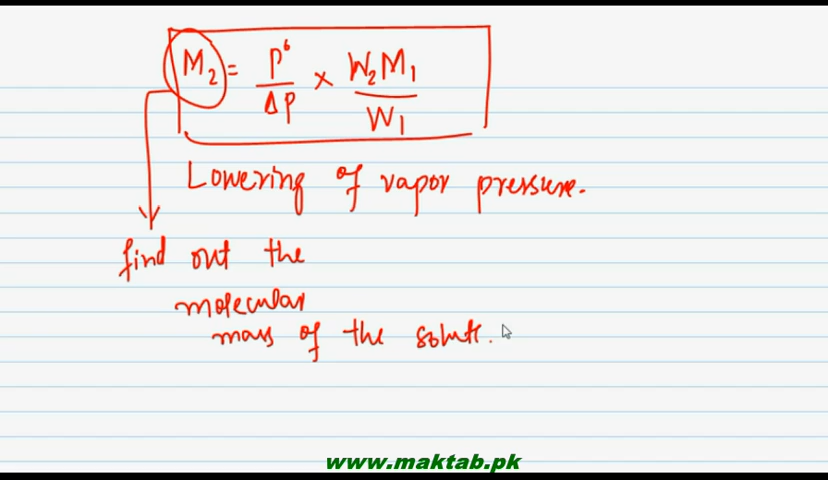 M₂ = P°/ΔP × W₂M₁/W₁
Lowering of vapor pressure.
find out the
molecular
mass of the solute.
www.maktab.pk